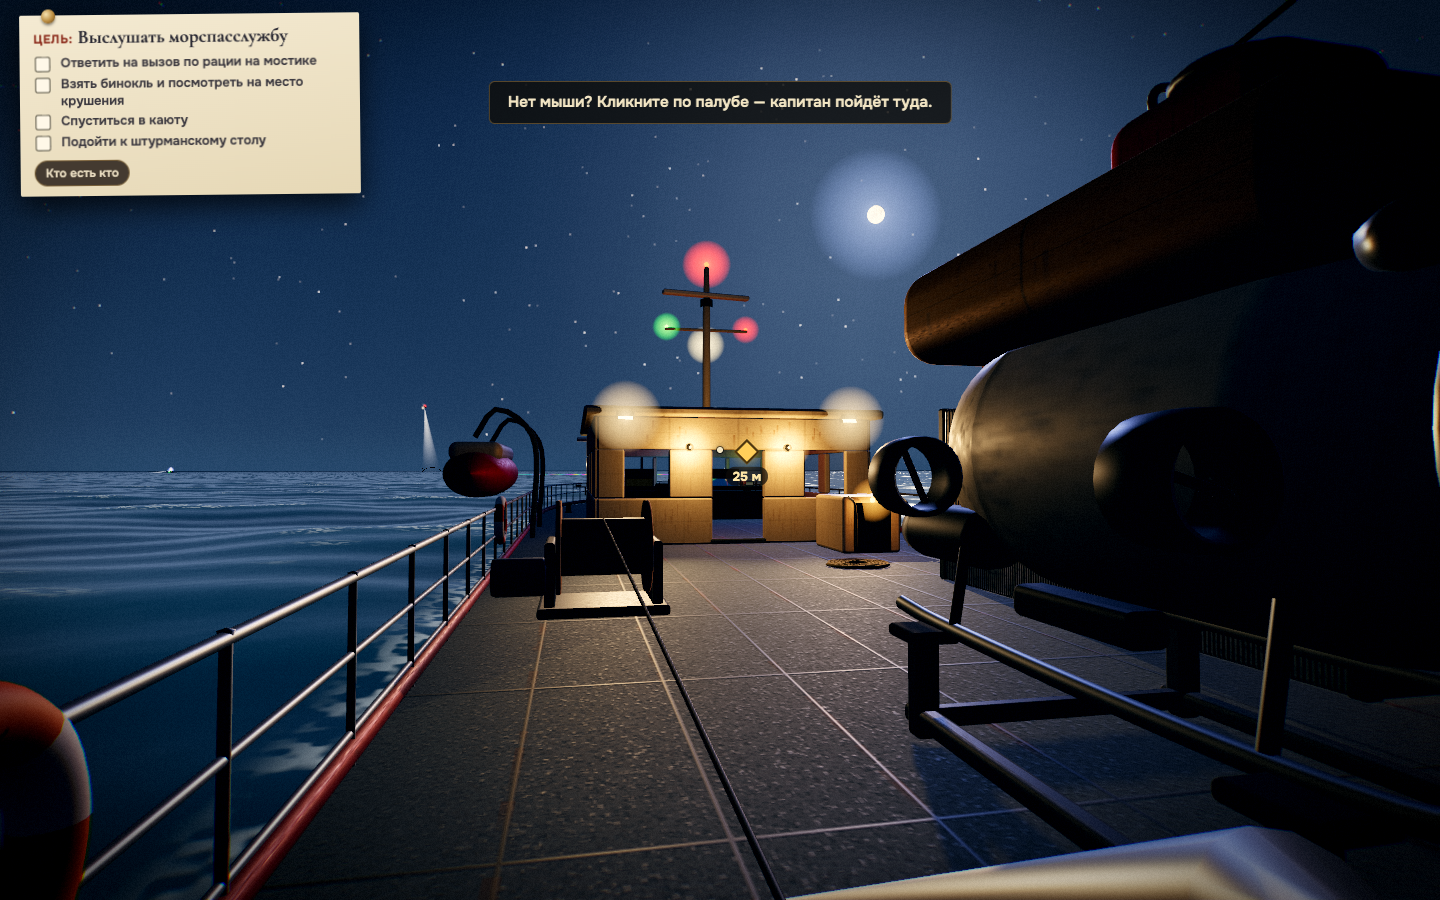 ЦЕЛЬ: Выслушать морспасслужбу
Ответить на вызов по рации на мостике
Взять бинокль и посмотреть на место
крушения
Спуститься в каюту
Подойти к штурманскому столу
Кто есть кто
Нет мыши? Кликните по палубе — капитан пойдёт туда.
25 м